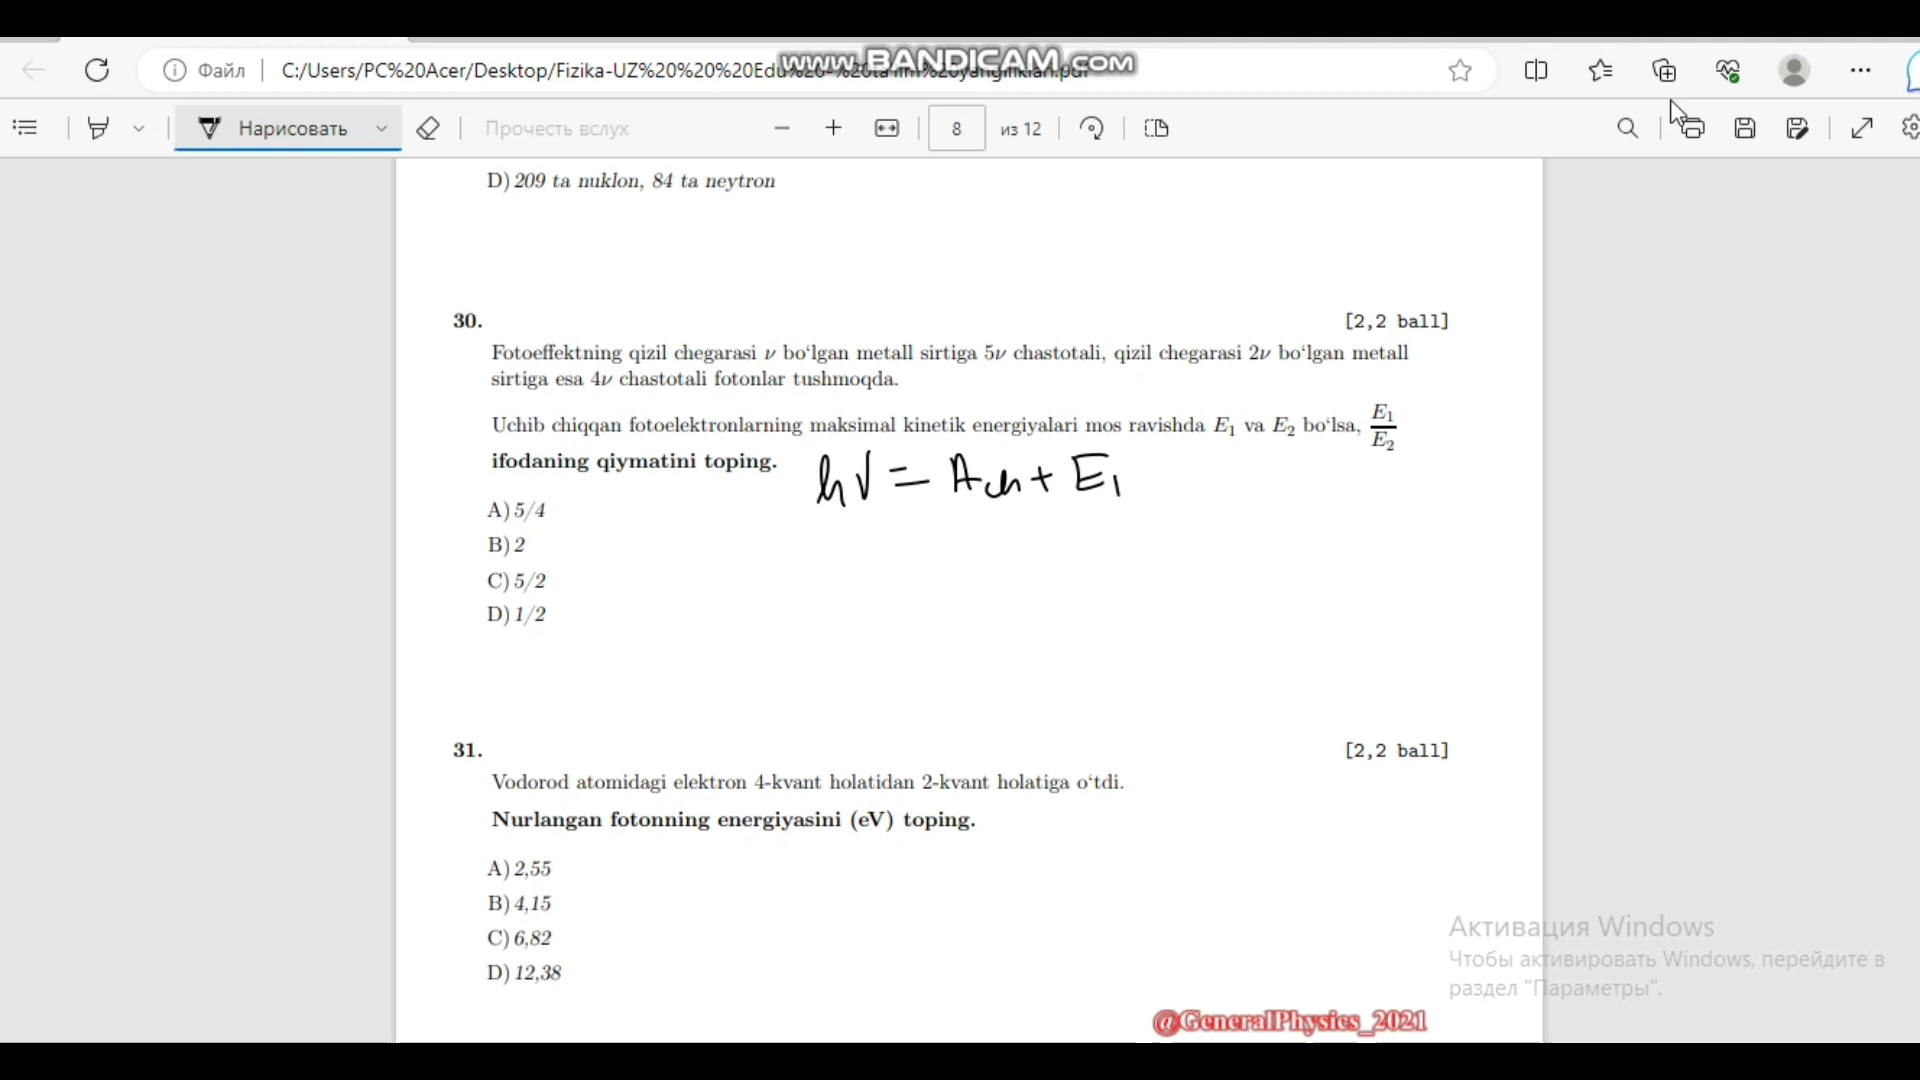 www.BANDICAM.com
Файл
C:/Users/PC%20Acer/Desktop/Fizika-UZ%20%20%20Edu%20-%20ta'lim%20yangiliklari.pdf
Нарисовать
Прочесть вслух
8
из 12
D) 209 ta nuklon, 84 ta neytron
30.
[2,2 ball]
Fotoeffektning qizil chegarasi ν bo‘lgan metall sirtiga 5ν chastotali, qizil chegarasi 2ν bo‘lgan metall
sirtiga esa 4ν chastotali fotonlar tushmoqda.
Uchib chiqqan fotoelektronlarning maksimal kinetik energiyalari mos ravishda E₁ va E₂ bo‘lsa, E₁/E₂
ifodaning qiymatini toping.
hν = Ach + E₁
A) 5/4
B) 2
C) 5/2
D) 1/2
31.
[2,2 ball]
Vodorod atomidagi elektron 4-kvant holatidan 2-kvant holatiga o‘tdi.
Nurlangan fotonning energiyasini (eV) toping.
A) 2,55
B) 4,15
C) 6,82
D) 12,38
Активация Windows
Чтобы активировать Windows, перейдите в
раздел "Параметры".
@GeneralPhysics_2021